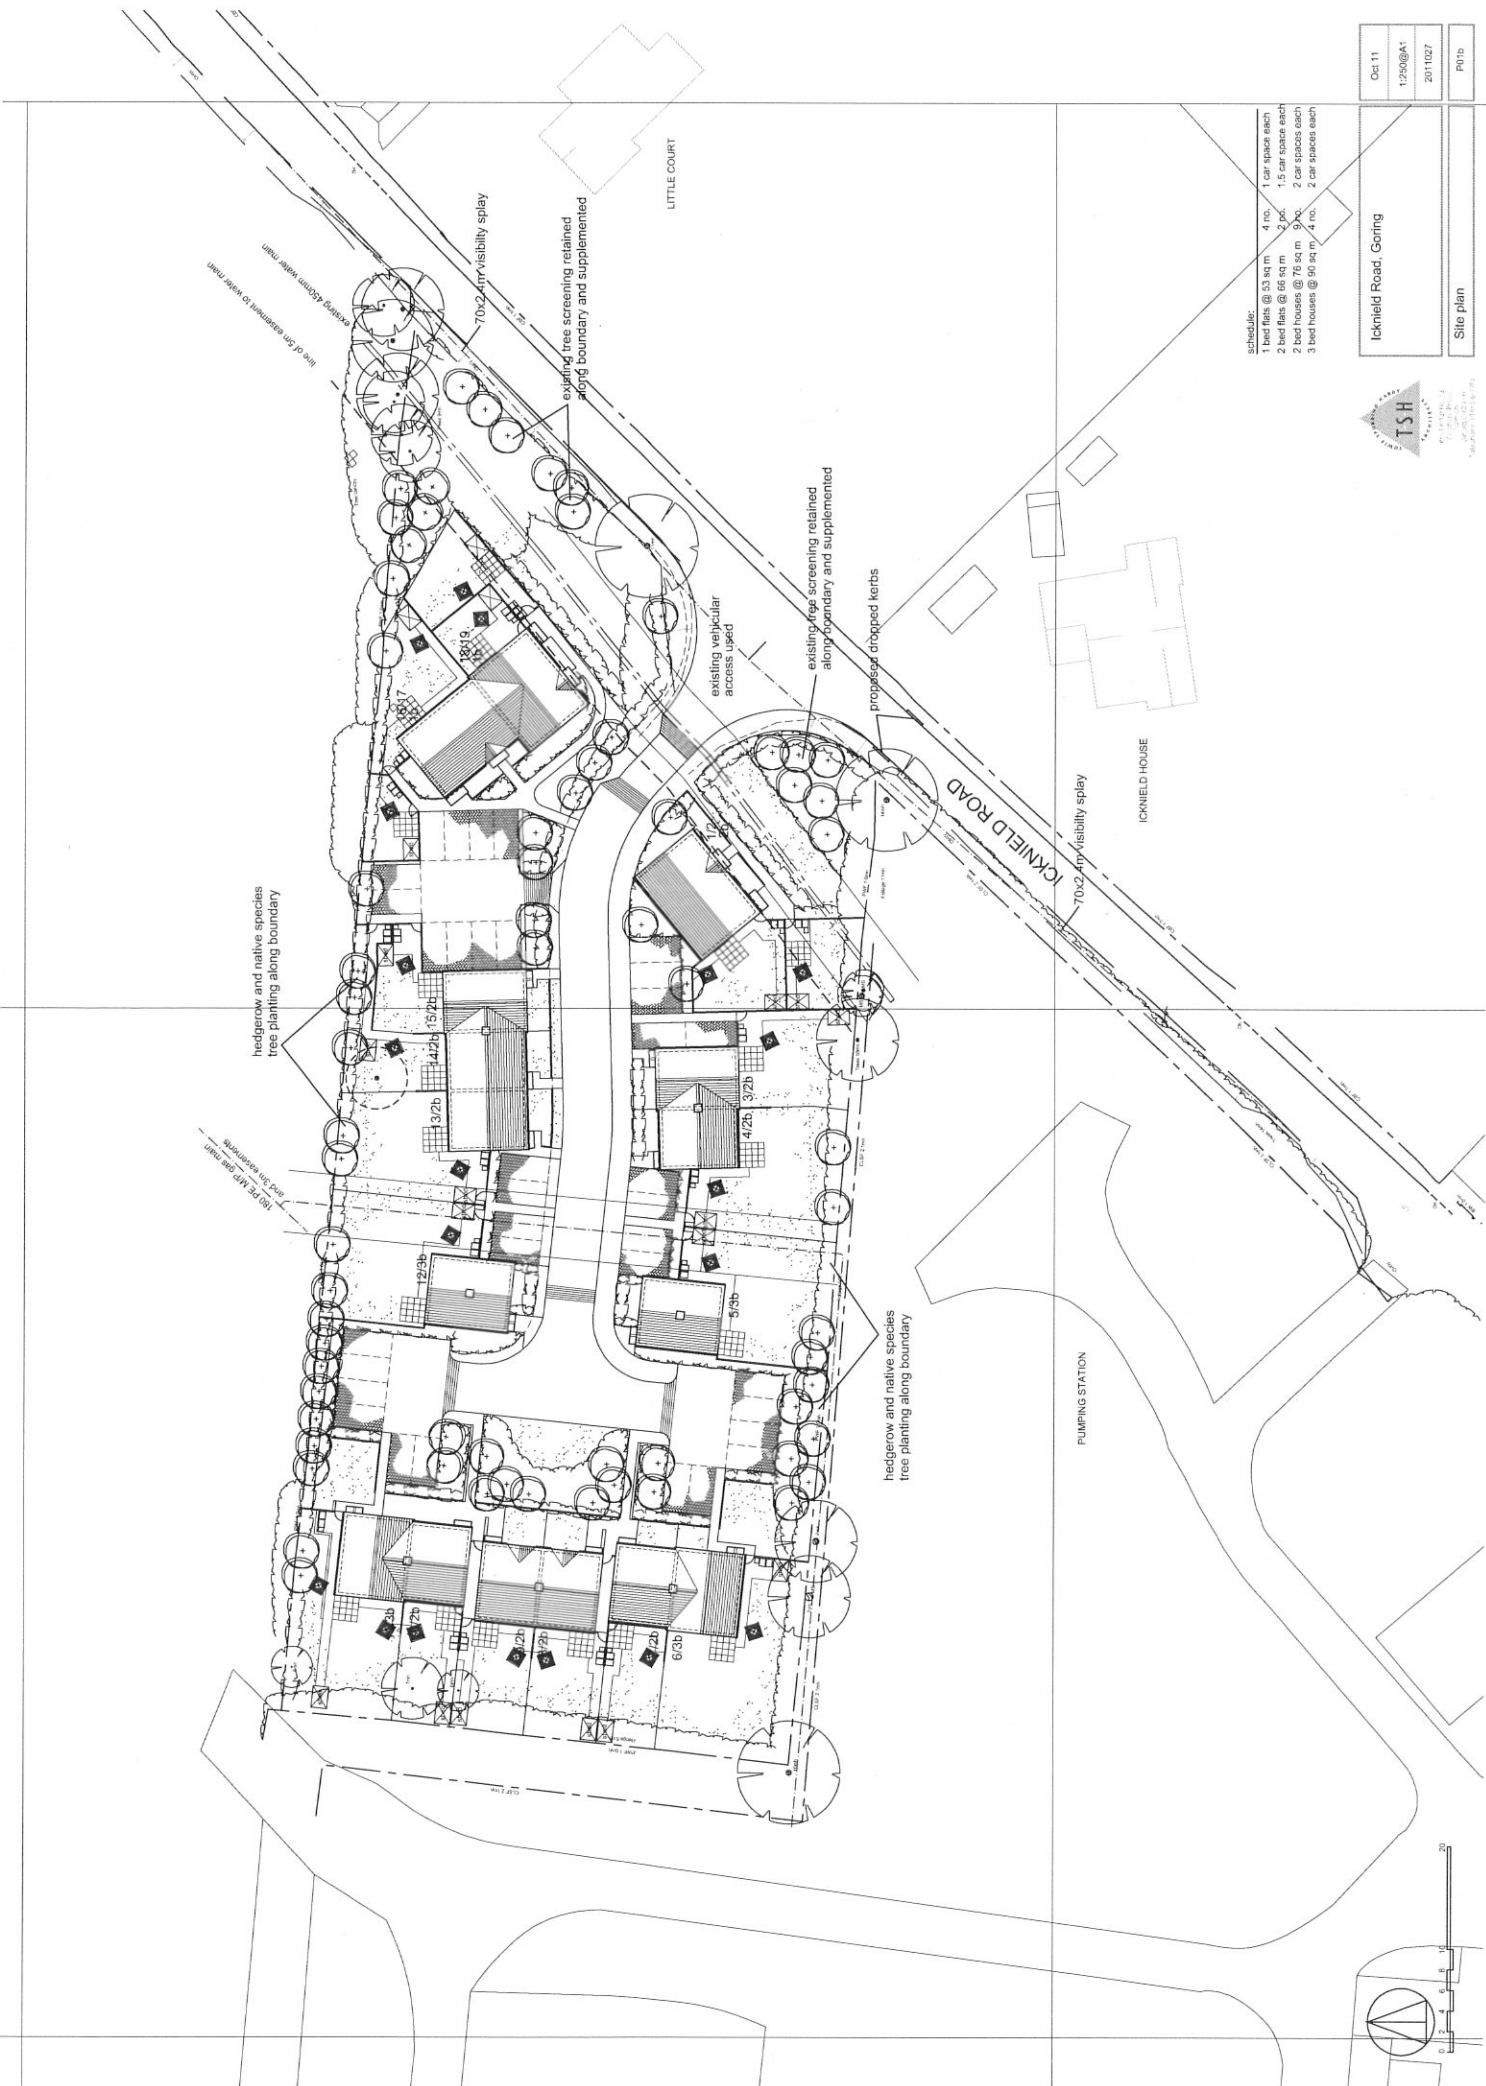 Oct 11
1:250@A1
2011027
P01b
Icknield Road, Goring
Site plan
TSH
schedule:
1 bed flats @ 53 sq m 4 no. 1 car space each
2 bed flats @ 66 sq m 2 no. 1.5 car space each
2 bed houses @ 76 sq m 9 no. 2 car spaces each
3 bed houses @ 90 sq m 4 no. 2 car spaces each
LITTLE COURT
70x2.4m visibilty splay
existing tree screening retained
along boundary and supplemented
existing 450mm water main
line of 5m easement to water main
existing vehicular
access used
existing tree screening retained
along boundary and supplemented
proposed dropped kerbs
ICKNIELD ROAD
70x2.4m visibilty splay
ICKNIELD HOUSE
hedgerow and native species
tree planting along boundary
180 PE M/P gas main
and 3m easements
15/2b
14/2b
13/2b
12/3b
3/2b
4/2b
5/3b
6/3b
hedgerow and native species
tree planting along boundary
PUMPING STATION
0 2 4 6 8 10 20